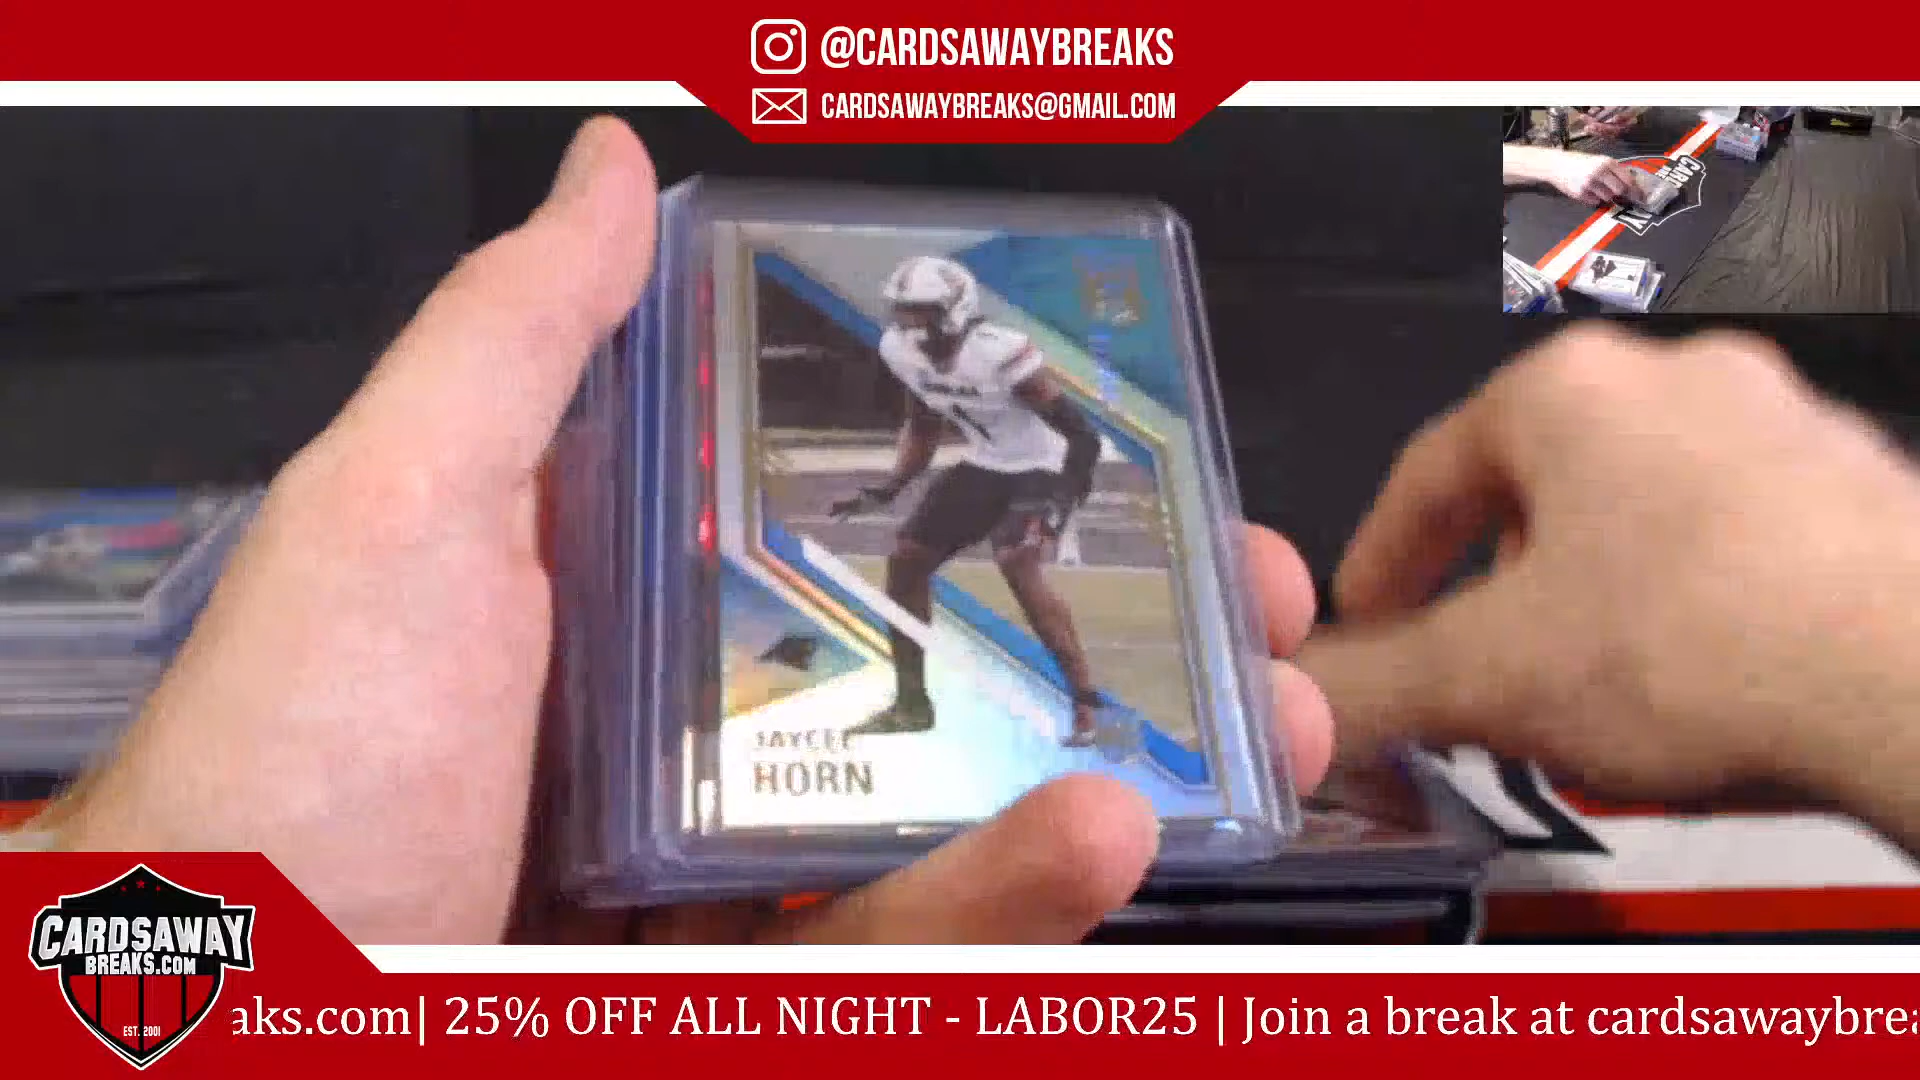 @CARDSAWAYBREAKS
CARDSAWAYBREAKS@GMAIL.COM
JAYCEE
HORN
CARDSAWAY
BREAKS.COM
EST. 2001
aks.com| 25% OFF ALL NIGHT - LABOR25 | Join a break at cardsawaybrea